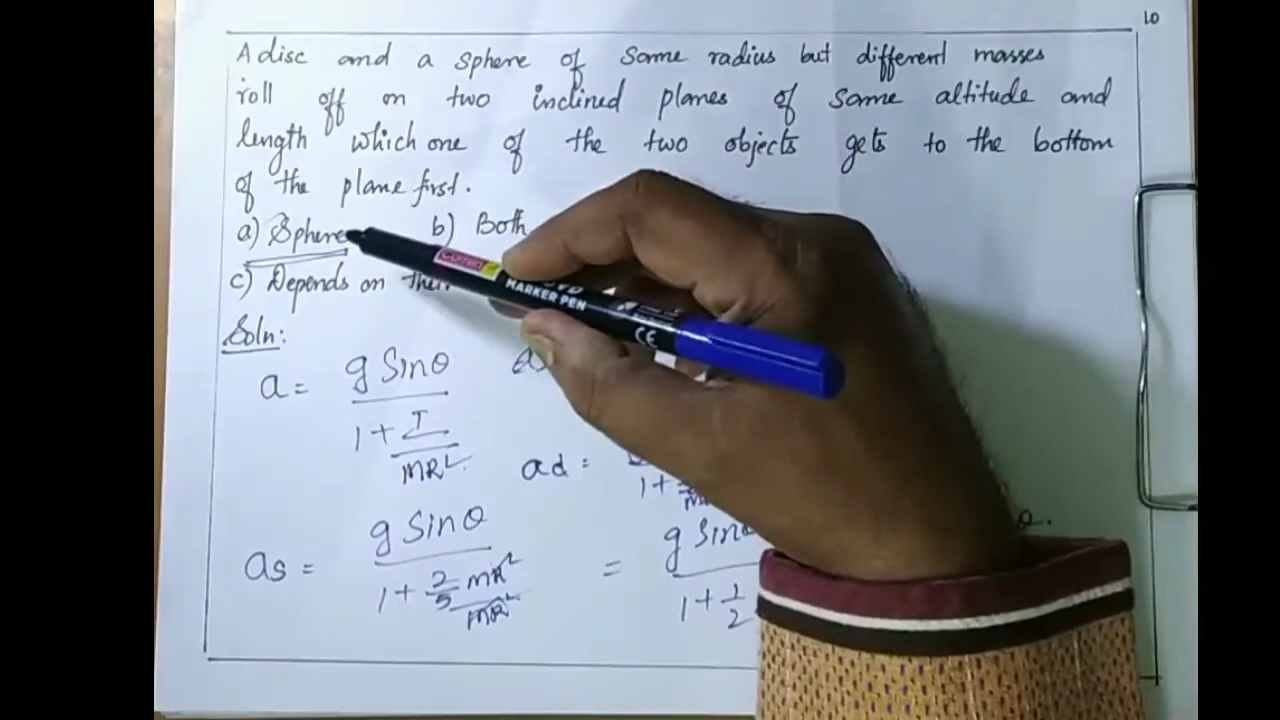 10
A disc and a sphere of same radius but different masses
roll off on two inclined planes of same altitude and
length which one of the two objects gets to the bottom
of the plane first.
a) Sphere b) Both
c) Depends on their
Soln:
a = g Sinθ / 1 + I / MR²
ad =
1 +
as = g Sinθ / 1 + 2/5 MR² / MR² = g Sinθ / 1 + 1/2
MARKER PEN
CE